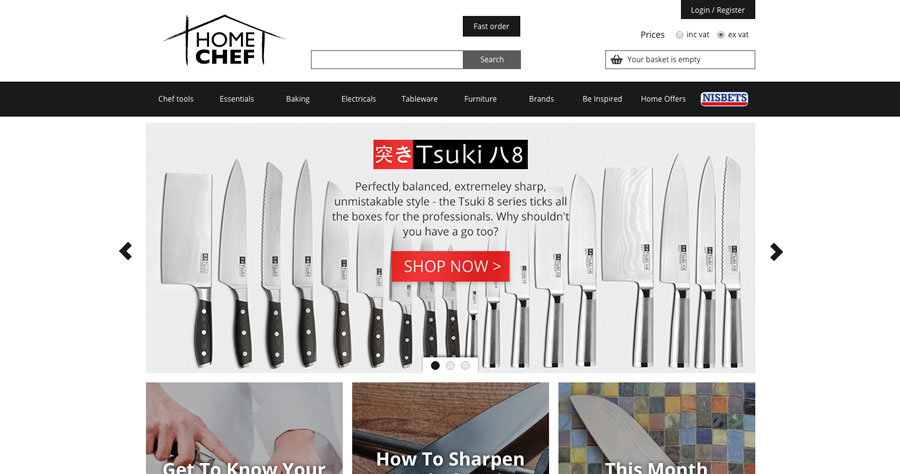 Login / Register
HOME
CHEF
Fast order
Prices inc vat ex vat
Search
Your basket is empty
Chef tools Essentials Baking Electricals Tableware Furniture Brands Be Inspired Home Offers NISBETS
突き Tsuki 八 8
Perfectly balanced, extremeley sharp,
unmistakable style - the Tsuki 8 series ticks all
the boxes for the professionals. Why shouldn't
you have a go too?
SHOP NOW >
Get To Know Your
How To Sharpen
This Month